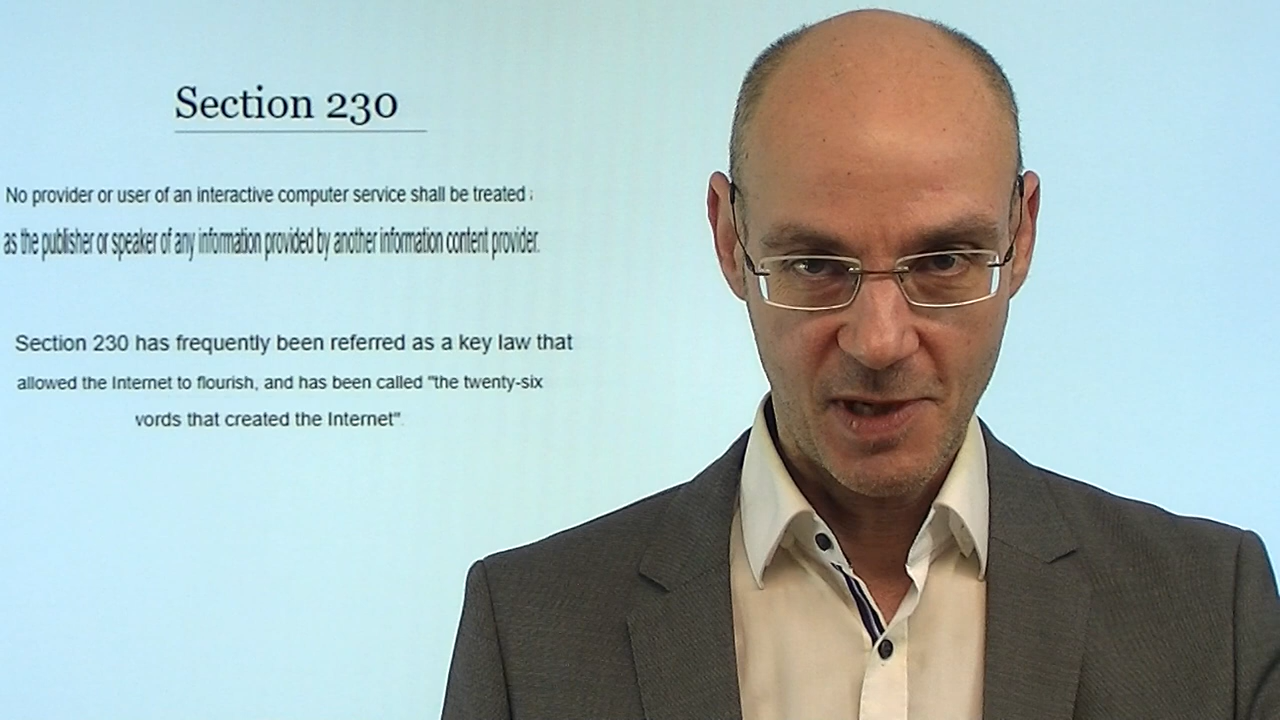 Section 230
No provider or user of an interactive computer service shall be treated
as the publisher or speaker of any information provided by another information content provider.
Section 230 has frequently been referred as a key law that
allowed the Internet to flourish, and has been called "the twenty-six
vords that created the Internet".